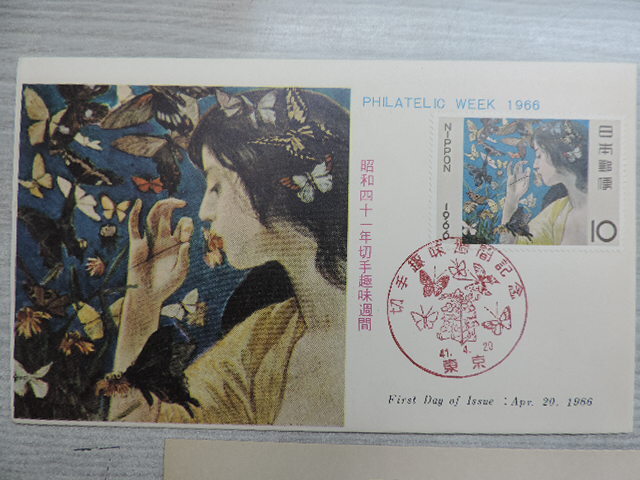 PHILATELIC WEEK 1966
昭和四十一年切手趣味週間
NIPPON 1966
日本郵便
10
切手趣味週間記念
41. 4. 20
東京
First Day of Issue : Apr. 20. 1966